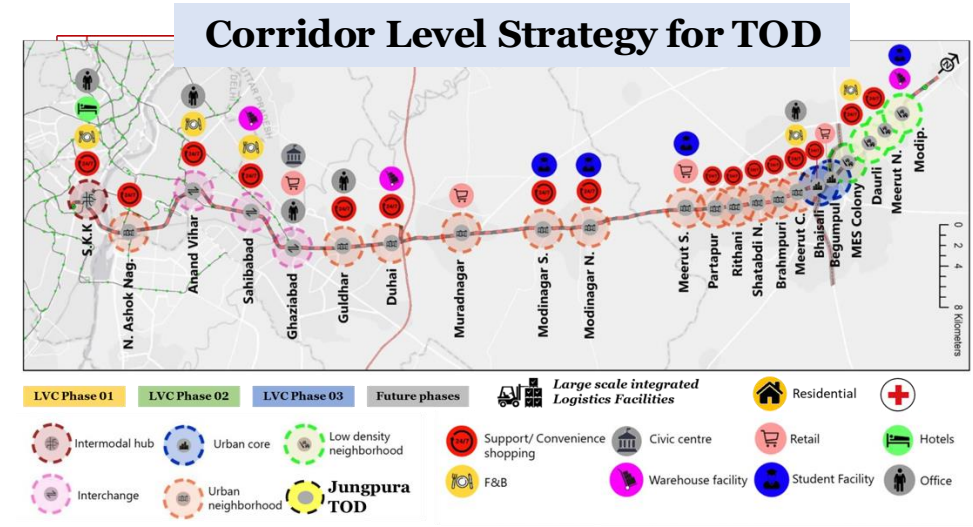 Corridor Level Strategy for TOD
S.K.K
N. Ashok Nag.
Anand Vihar
Sahibabad
Ghaziabad
Guldhar
Duhai
Muradnagar
Modinagar S.
Modinagar N.
Meerut S.
Partapur
Rithani
Shatabdi N.
Brahmpuri
Meerut C.
Bhaisali
Begumpul
MES Colony
Daurli
Meerut N.
Modip.
N
0
2
4
8
Kilometers
LVC Phase 01
LVC Phase 02
LVC Phase 03
Future phases
Large scale integrated
Logistics Facilities
Residential
Intermodal hub
Urban core
Low density
neighborhood
Interchange
Urban
neighborhood
Jungpura
TOD
24/7
Support/ Convenience
shopping
Civic centre
Retail
Hotels
F&B
Warehouse facility
Student Facility
Office